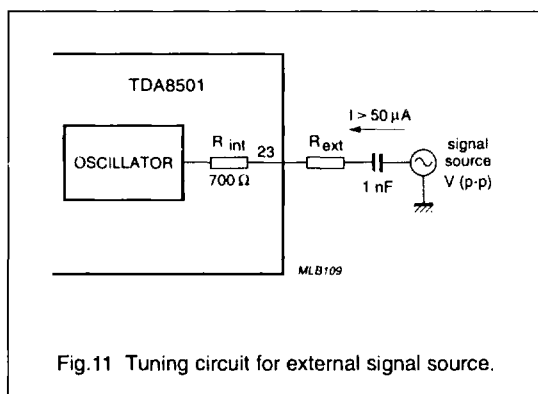 TDA8501
I > 50 µA
R int
23
R ext
signal
source
V (p-p)
OSCILLATOR
700 Ω
1 nF
MLB109
Fig.11 Tuning circuit for external signal source.